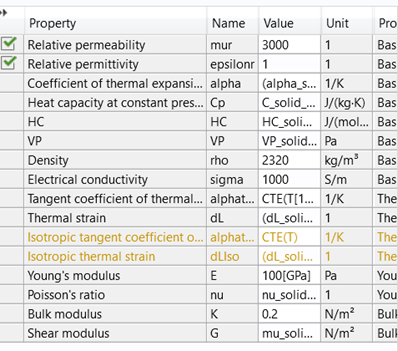 Property Name Value Unit Pro
Relative permeability mur 3000 1 Bas
Relative permittivity epsilonr 1 1 Bas
Coefficient of thermal expansi... alpha (alpha_s... 1/K Bas
Heat capacity at constant pres... Cp C_solid_... J/(kg·K) Bas
HC HC HC_soli... J/(mol... Bas
VP VP VP_solid... Pa Bas
Density rho 2320 kg/m³ Bas
Electrical conductivity sigma 1000 S/m Bas
Tangent coefficient of thermal... alphat... CTE(T[1... 1/K The
Thermal strain dL (dL_soli... 1 The
Isotropic tangent coefficient o... alphat... CTE(T) 1/K The
Isotropic thermal strain dLIso (dL_soli... 1 The
Young's modulus E 100[GPa] Pa You
Poisson's ratio nu nu_solid... 1 You
Bulk modulus K 0.2 N/m² Bulk
Shear modulus G mu_soli... N/m² Bulk